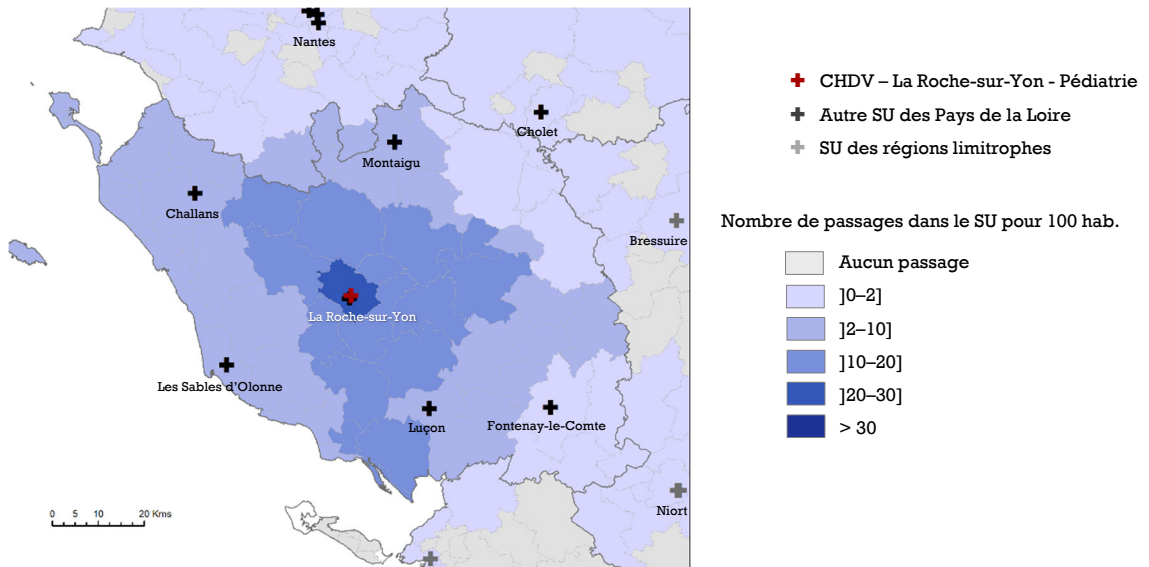 Nantes
CHDV – La Roche-sur-Yon - Pédiatrie
Autre SU des Pays de la Loire
SU des régions limitrophes
Cholet
Montaigu
Challans
Nombre de passages dans le SU pour 100 hab.
Bressuire
Aucun passage
]0–2]
]2–10]
]10–20]
]20–30]
> 30
La Roche-sur-Yon
Les Sables d'Olonne
Luçon
Fontenay-le-Comte
Niort
0 5 10 20 Kms